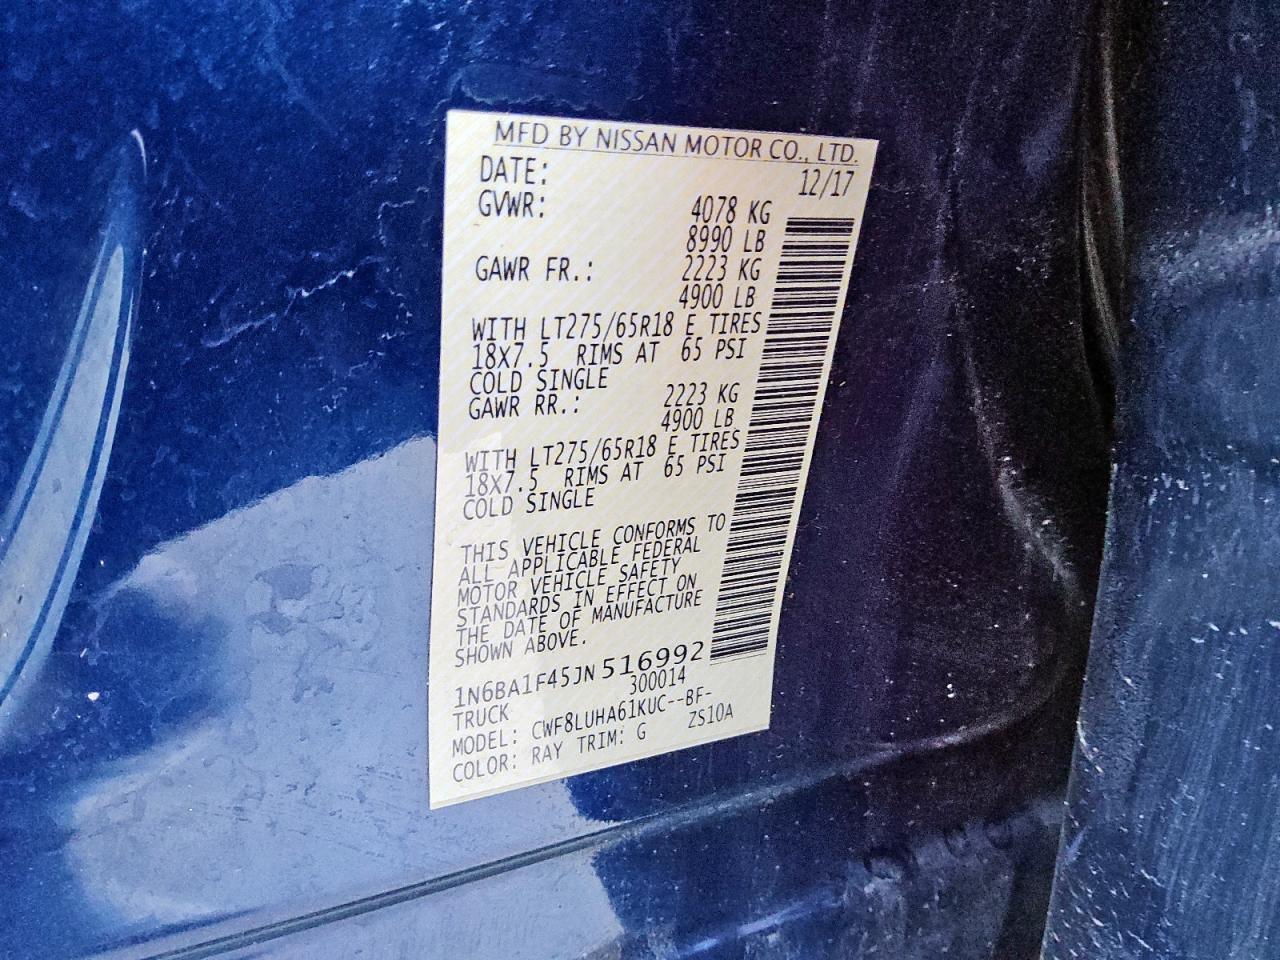 MFD BY NISSAN MOTOR CO., LTD.
DATE: 12/17
GVWR: 4078 KG
8990 LB
GAWR FR.: 2223 KG
4900 LB
WITH LT275/65R18 E TIRES
18X7.5 RIMS AT 65 PSI
COLD SINGLE
GAWR RR.: 2223 KG
4900 LB
WITH LT275/65R18 E TIRES
18X7.5 RIMS AT 65 PSI
COLD SINGLE
THIS VEHICLE CONFORMS TO
ALL APPLICABLE FEDERAL
MOTOR VEHICLE SAFETY
STANDARDS IN EFFECT ON
THE DATE OF MANUFACTURE
SHOWN ABOVE.
1N6BA1F45JN516992
TRUCK 300014
MODEL: CWF8LUHA61KUC--BF-
COLOR: RAY TRIM: G ZS10A